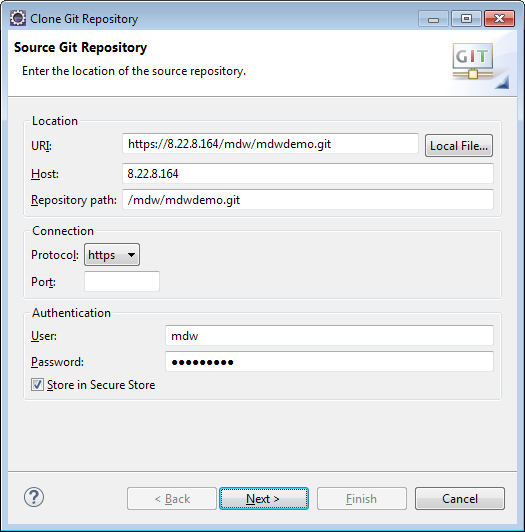 Clone Git Repository
Source Git Repository
Enter the location of the source repository.
GIT
Location
URI: https://8.22.8.164/mdw/mdwdemo.git Local File...
Host: 8.22.8.164
Repository path: /mdw/mdwdemo.git
Connection
Protocol: https
Port:
Authentication
User: mdw
Password: ●●●●●●●●●
Store in Secure Store
? < Back Next > Finish Cancel